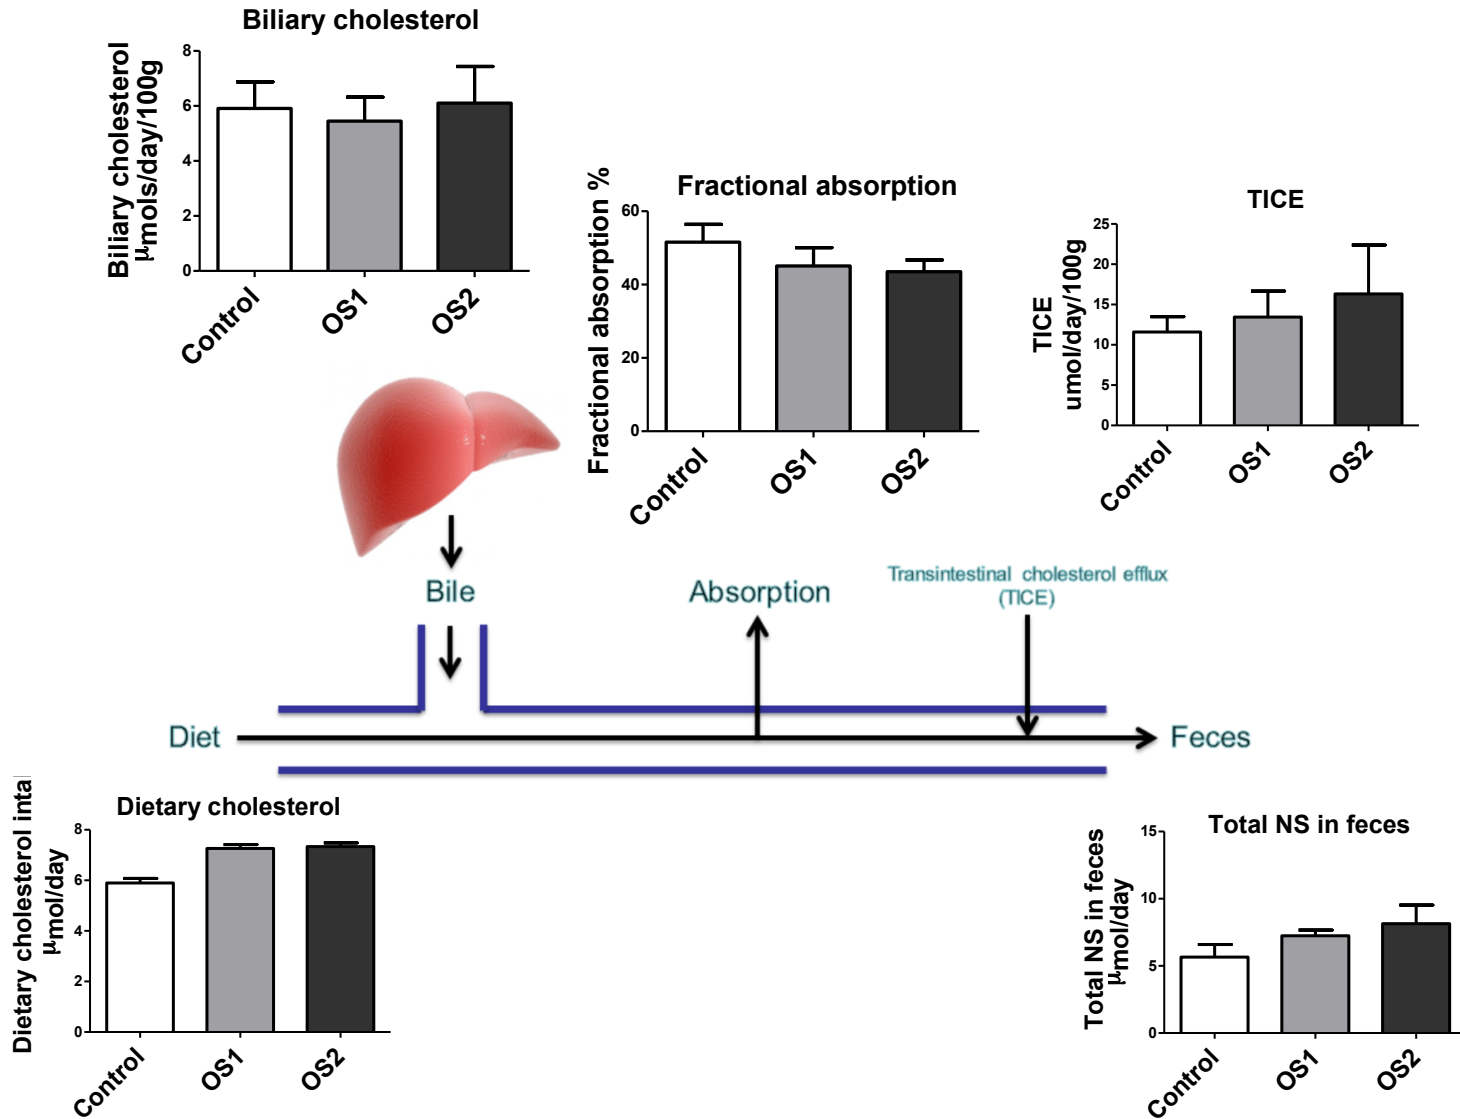 Biliary cholesterol
Biliary cholesterol
μmols/day/100g
8
6
4
2
0
Control
OS1
OS2
Fractional absorption
Fractional absorption %
60
40
20
0
Control
OS1
OS2
TICE
TICE
umol/day/100g
25
20
15
10
5
0
Control
OS1
OS2
Bile
Absorption
Transintestinal cholesterol efflux
(TICE)
Diet
Feces
Dietary cholesterol
Dietary cholesterol inta
μmol/day
8
6
4
2
0
Control
OS1
OS2
Total NS in feces
Total NS in feces
μmol/day
15
10
5
0
Control
OS1
OS2